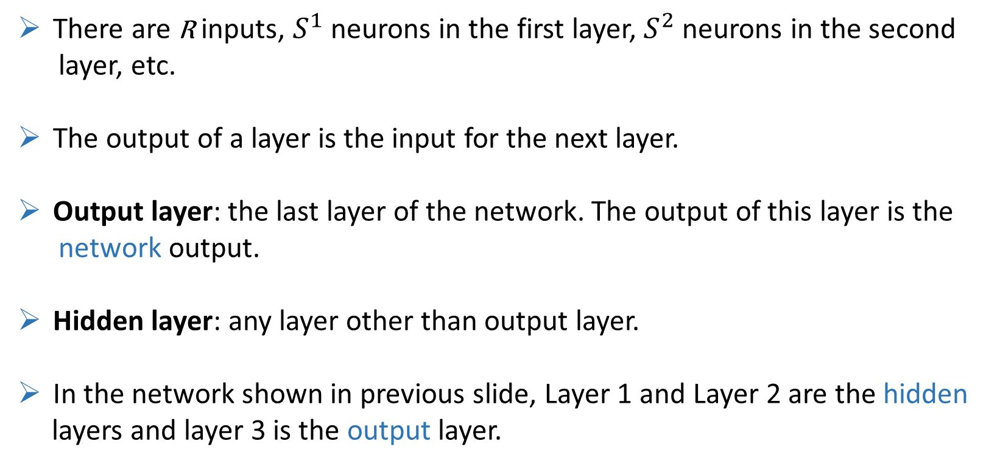 ➢ There are R inputs, S¹ neurons in the first layer, S² neurons in the second
layer, etc.
➢ The output of a layer is the input for the next layer.
➢ Output layer: the last layer of the network. The output of this layer is the
network output.
➢ Hidden layer: any layer other than output layer.
➢ In the network shown in previous slide, Layer 1 and Layer 2 are the hidden
layers and layer 3 is the output layer.